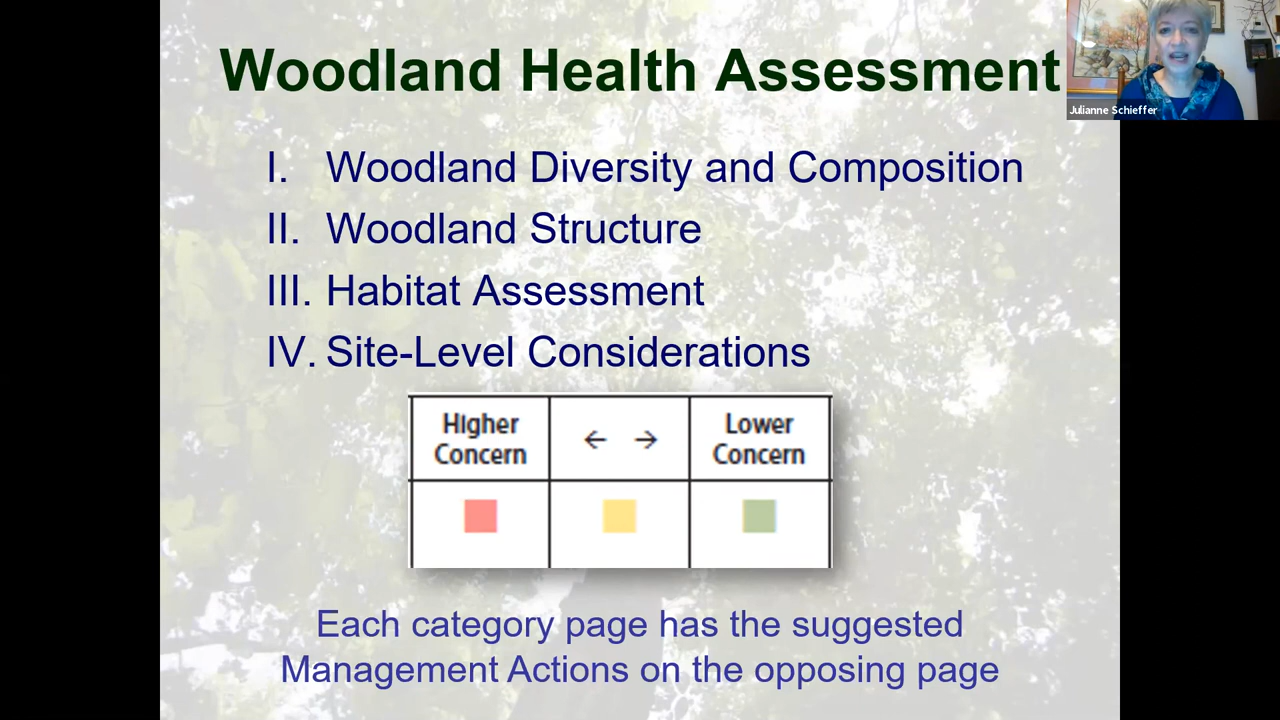 Woodland Health Assessment
Julianne Schieffer
I. Woodland Diversity and Composition
II. Woodland Structure
III. Habitat Assessment
IV. Site-Level Considerations
Higher Concern
← →
Lower Concern
Each category page has the suggested
Management Actions on the opposing page